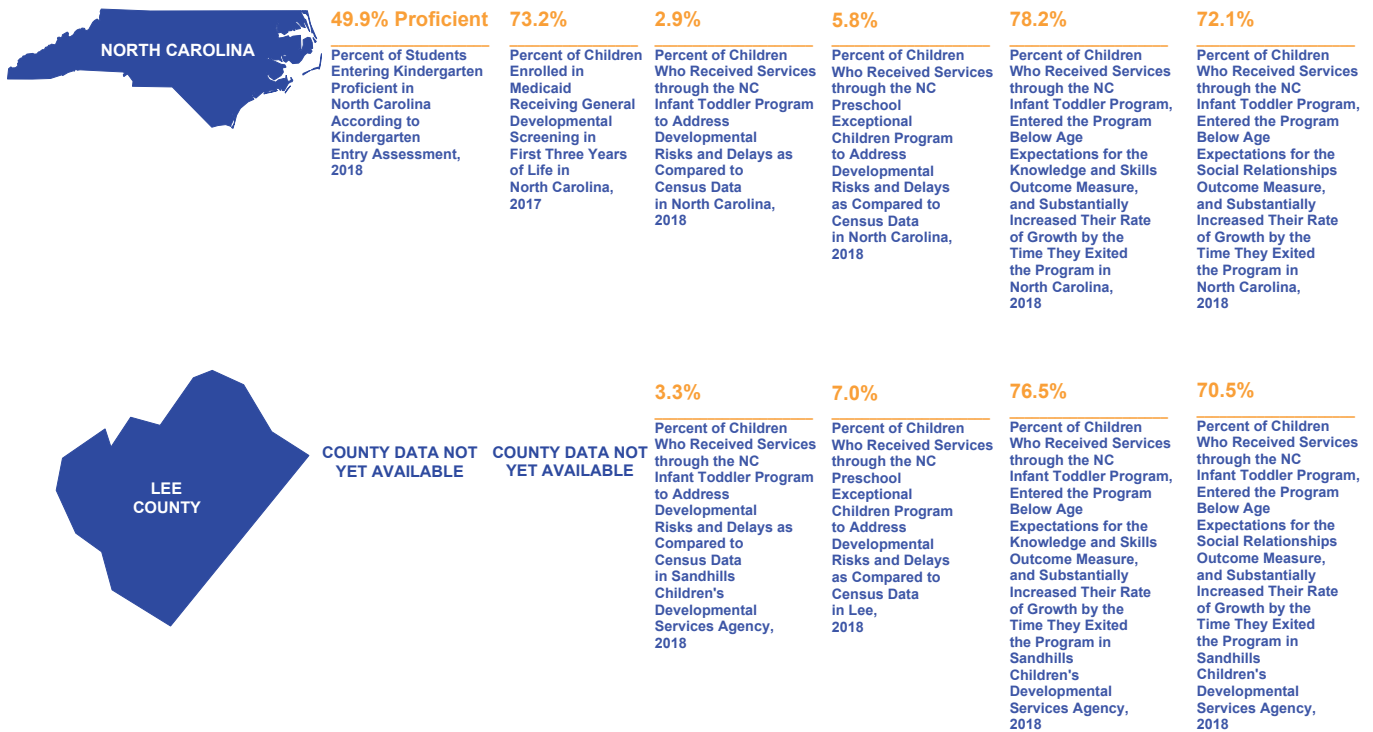 NORTH CAROLINA
49.9% Proficient
Percent of Students
Entering Kindergarten
Proficient in
North Carolina
According to
Kindergarten
Entry Assessment,
2018
73.2%
Percent of Children
Enrolled in
Medicaid
Receiving General
Developmental
Screening in
First Three Years
of Life in
North Carolina,
2017
2.9%
Percent of Children
Who Received Services
through the NC
Infant Toddler Program
to Address
Developmental
Risks and Delays as
Compared to
Census Data
in North Carolina,
2018
5.8%
Percent of Children
Who Received Services
through the NC
Preschool
Exceptional
Children Program
to Address
Developmental
Risks and Delays
as Compared to
Census Data
in North Carolina,
2018
78.2%
Percent of Children
Who Received Services
through the NC
Infant Toddler Program,
Entered the Program
Below Age
Expectations for the
Knowledge and Skills
Outcome Measure,
and Substantially
Increased Their Rate
of Growth by the
Time They Exited
the Program in
North Carolina,
2018
72.1%
Percent of Children
Who Received Services
through the NC
Infant Toddler Program,
Entered the Program
Below Age
Expectations for the
Social Relationships
Outcome Measure,
and Substantially
Increased Their Rate
of Growth by the
Time They Exited
the Program in
North Carolina,
2018
LEE
COUNTY
COUNTY DATA NOT
YET AVAILABLE
COUNTY DATA NOT
YET AVAILABLE
3.3%
Percent of Children
Who Received Services
through the NC
Infant Toddler Program
to Address
Developmental
Risks and Delays as
Compared to
Census Data
in Sandhills
Children's
Developmental
Services Agency,
2018
7.0%
Percent of Children
Who Received Services
through the NC
Preschool
Exceptional
Children Program
to Address
Developmental
Risks and Delays
as Compared to
Census Data
in Lee,
2018
76.5%
Percent of Children
Who Received Services
through the NC
Infant Toddler Program,
Entered the Program
Below Age
Expectations for the
Knowledge and Skills
Outcome Measure,
and Substantially
Increased Their Rate
of Growth by the
Time They Exited
the Program in
Sandhills
Children's
Developmental
Services Agency,
2018
70.5%
Percent of Children
Who Received Services
through the NC
Infant Toddler Program,
Entered the Program
Below Age
Expectations for the
Social Relationships
Outcome Measure,
and Substantially
Increased Their Rate
of Growth by the
Time They Exited
the Program in
Sandhills
Children's
Developmental
Services Agency,
2018